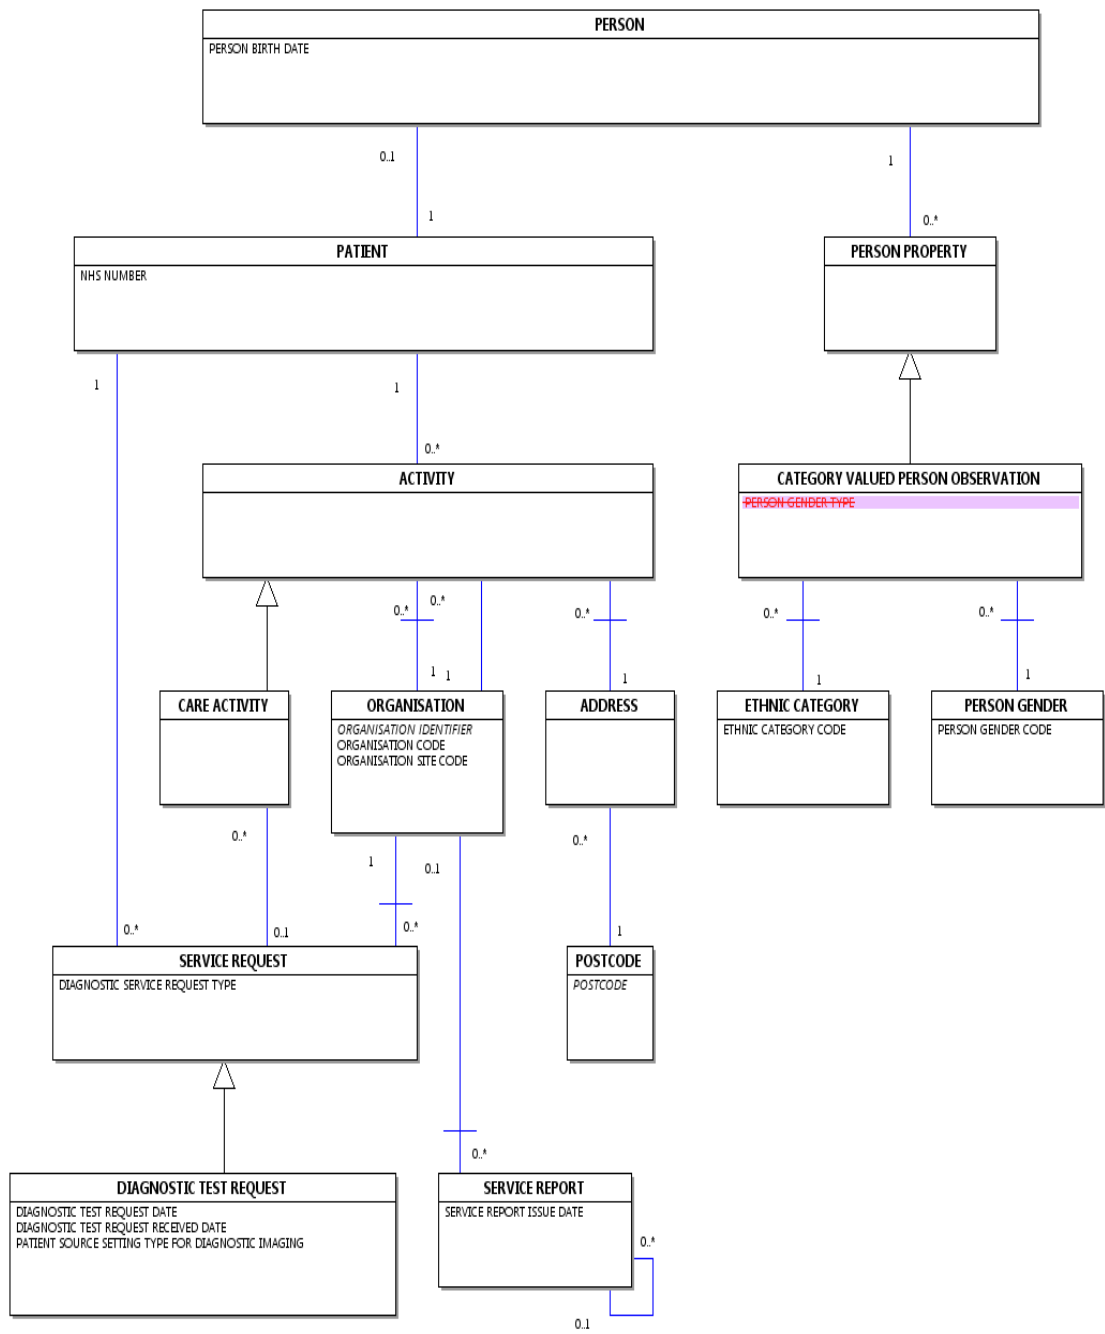 PERSON
PERSON BIRTH DATE
0..1
1
1
0..*
PATIENT
NHS NUMBER
PERSON PROPERTY
1
1
0..*
ACTIVITY
CATEGORY VALUED PERSON OBSERVATION
PERSON GENDER TYPE
0..*
0..*
0..*
0..*
0..*
1
1
1
1
1
CARE ACTIVITY
ORGANISATION
ORGANISATION IDENTIFIER
ORGANISATION CODE
ORGANISATION SITE CODE
ADDRESS
ETHNIC CATEGORY
ETHNIC CATEGORY CODE
PERSON GENDER
PERSON GENDER CODE
0..*
1
0..1
0..*
0..*
0..1
0..*
1
SERVICE REQUEST
DIAGNOSTIC SERVICE REQUEST TYPE
POSTCODE
POSTCODE
0..*
DIAGNOSTIC TEST REQUEST
DIAGNOSTIC TEST REQUEST DATE
DIAGNOSTIC TEST REQUEST RECEIVED DATE
PATIENT SOURCE SETTING TYPE FOR DIAGNOSTIC IMAGING
SERVICE REPORT
SERVICE REPORT ISSUE DATE
0..*
0..1